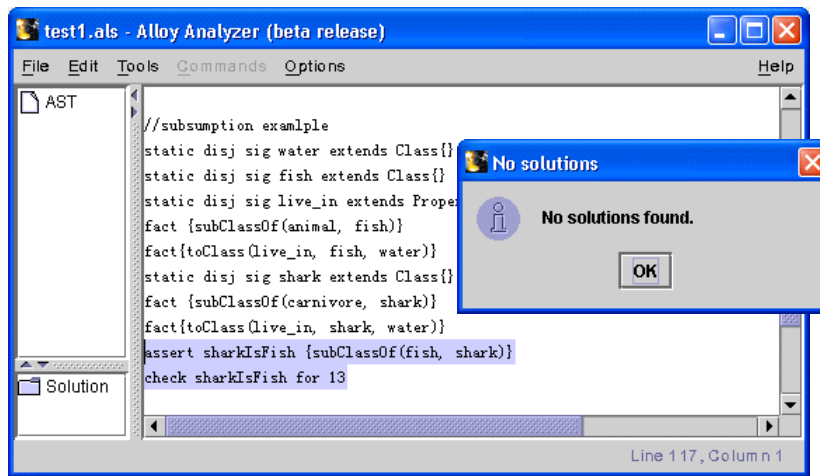 test1.als - Alloy Analyzer (beta release)
File Edit Tools Commands Options Help
AST
//subsumption examlple
static disj sig water extends Class{}
static disj sig fish extends Class{}
static disj sig live_in extends Prope
fact {subClassOf(animal, fish)}
fact{toClass(live_in, fish, water)}
static disj sig shark extends Class{}
fact {subClassOf(carnivore, shark)}
fact{toClass(live_in, shark, water)}
assert sharkIsFish {subClassOf(fish, shark)}
check sharkIsFish for 13
Solution
No solutions
No solutions found.
OK
Line 117, Column 1